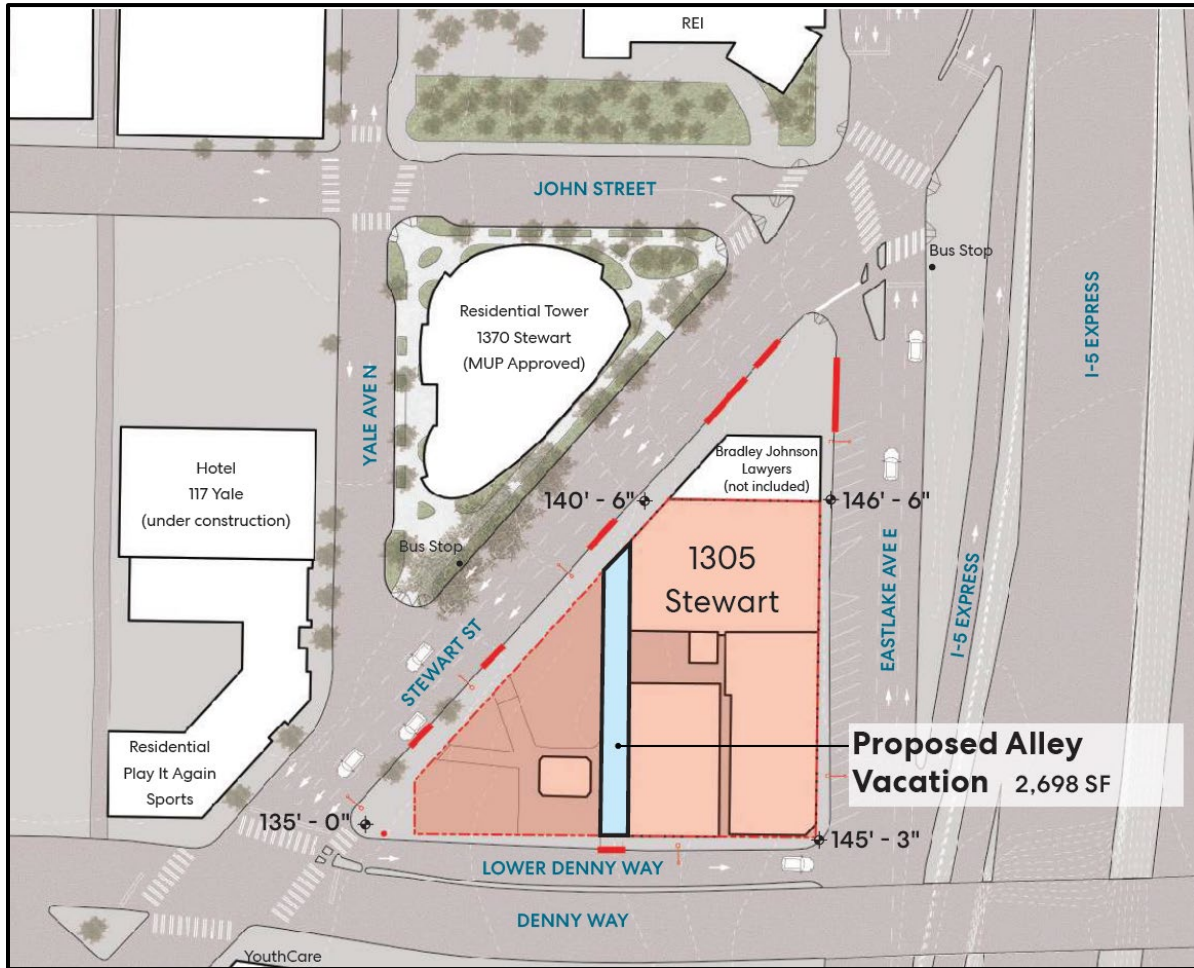 REI
JOHN STREET
Bus Stop
Residential Tower
1370 Stewart
(MUP Approved)
I-5 EXPRESS
YALE AVE N
Bradley Johnson
Lawyers
(not included)
Hotel
117 Yale
(under construction)
140' - 6"
146' - 6"
Bus Stop
1305
Stewart
EASTLAKE AVE E
I-5 EXPRESS
STEWART ST
Proposed Alley
Vacation 2,698 SF
Residential
Play It Again
Sports
135' - 0"
145' - 3"
LOWER DENNY WAY
DENNY WAY
YouthCare